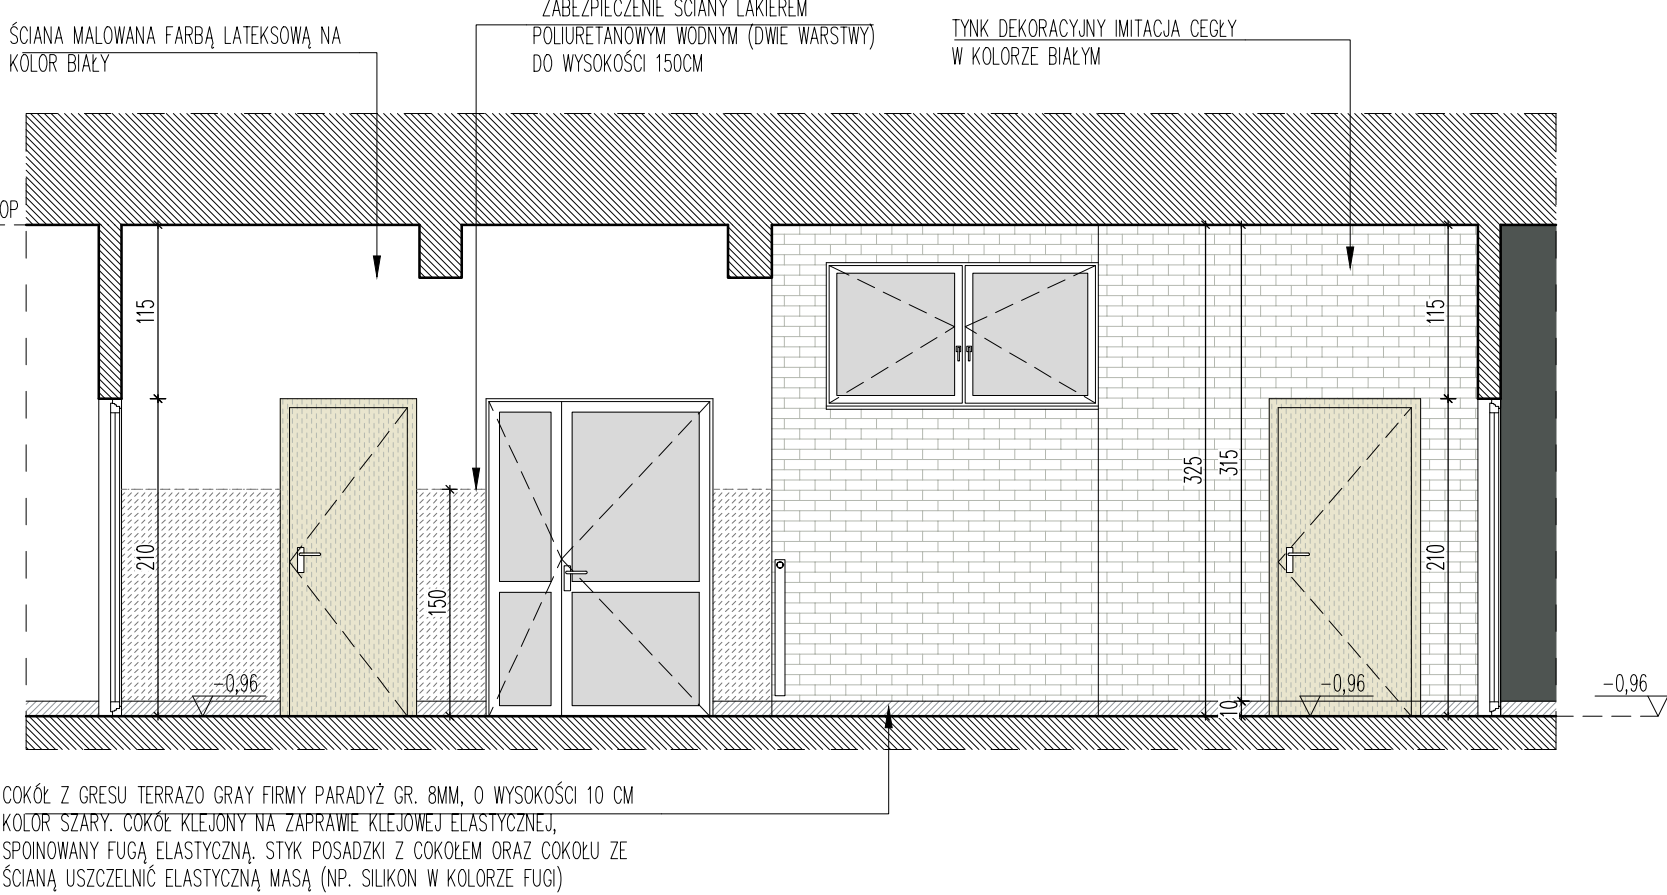 ZABEZPIECZENIE ŚCIANY LAKIEREM
POLIURETANOWYM WODNYM (DWIE WARSTWY)
DO WYSOKOŚCI 150CM
ŚCIANA MALOWANA FARBĄ LATEKSOWĄ NA
KOLOR BIAŁY
TYNK DEKORACYJNY IMITACJA CEGŁY
W KOLORZE BIAŁYM
OP
115
210
150
325
315
10
115
210
-0,96
-0,96
-0,96
COKÓŁ Z GRESU TERRAZO GRAY FIRMY PARADYŻ GR. 8MM, O WYSOKOŚCI 10 CM
KOLOR SZARY. COKÓŁ KLEJONY NA ZAPRAWIE KLEJOWEJ ELASTYCZNEJ,
SPOINOWANY FUGĄ ELASTYCZNĄ. STYK POSADZKI Z COKOŁEM ORAZ COKOŁU ZE
ŚCIANĄ USZCZELNIĆ ELASTYCZNĄ MASĄ (NP. SILIKON W KOLORZE FUGI)